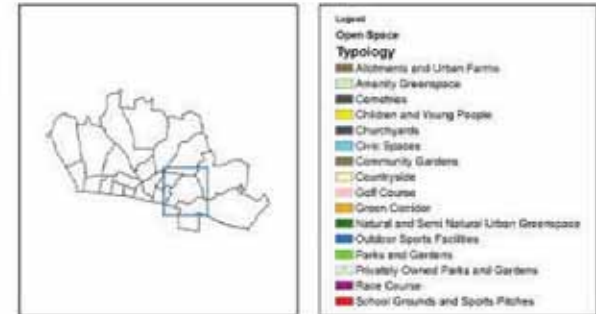 Legend
Open Space
Typology
Allotments and Urban Farms
Amenity Greenspace
Cemetries
Children and Young People
Churchyards
Civic Spaces
Community Gardens
Countryside
Golf Course
Green Corridor
Natural and Semi Natural Urban Greenspace
Outdoor Sports Facilities
Parks and Gardens
Privately Owned Parks and Gardens
Race Course
School Grounds and Sports Pitches